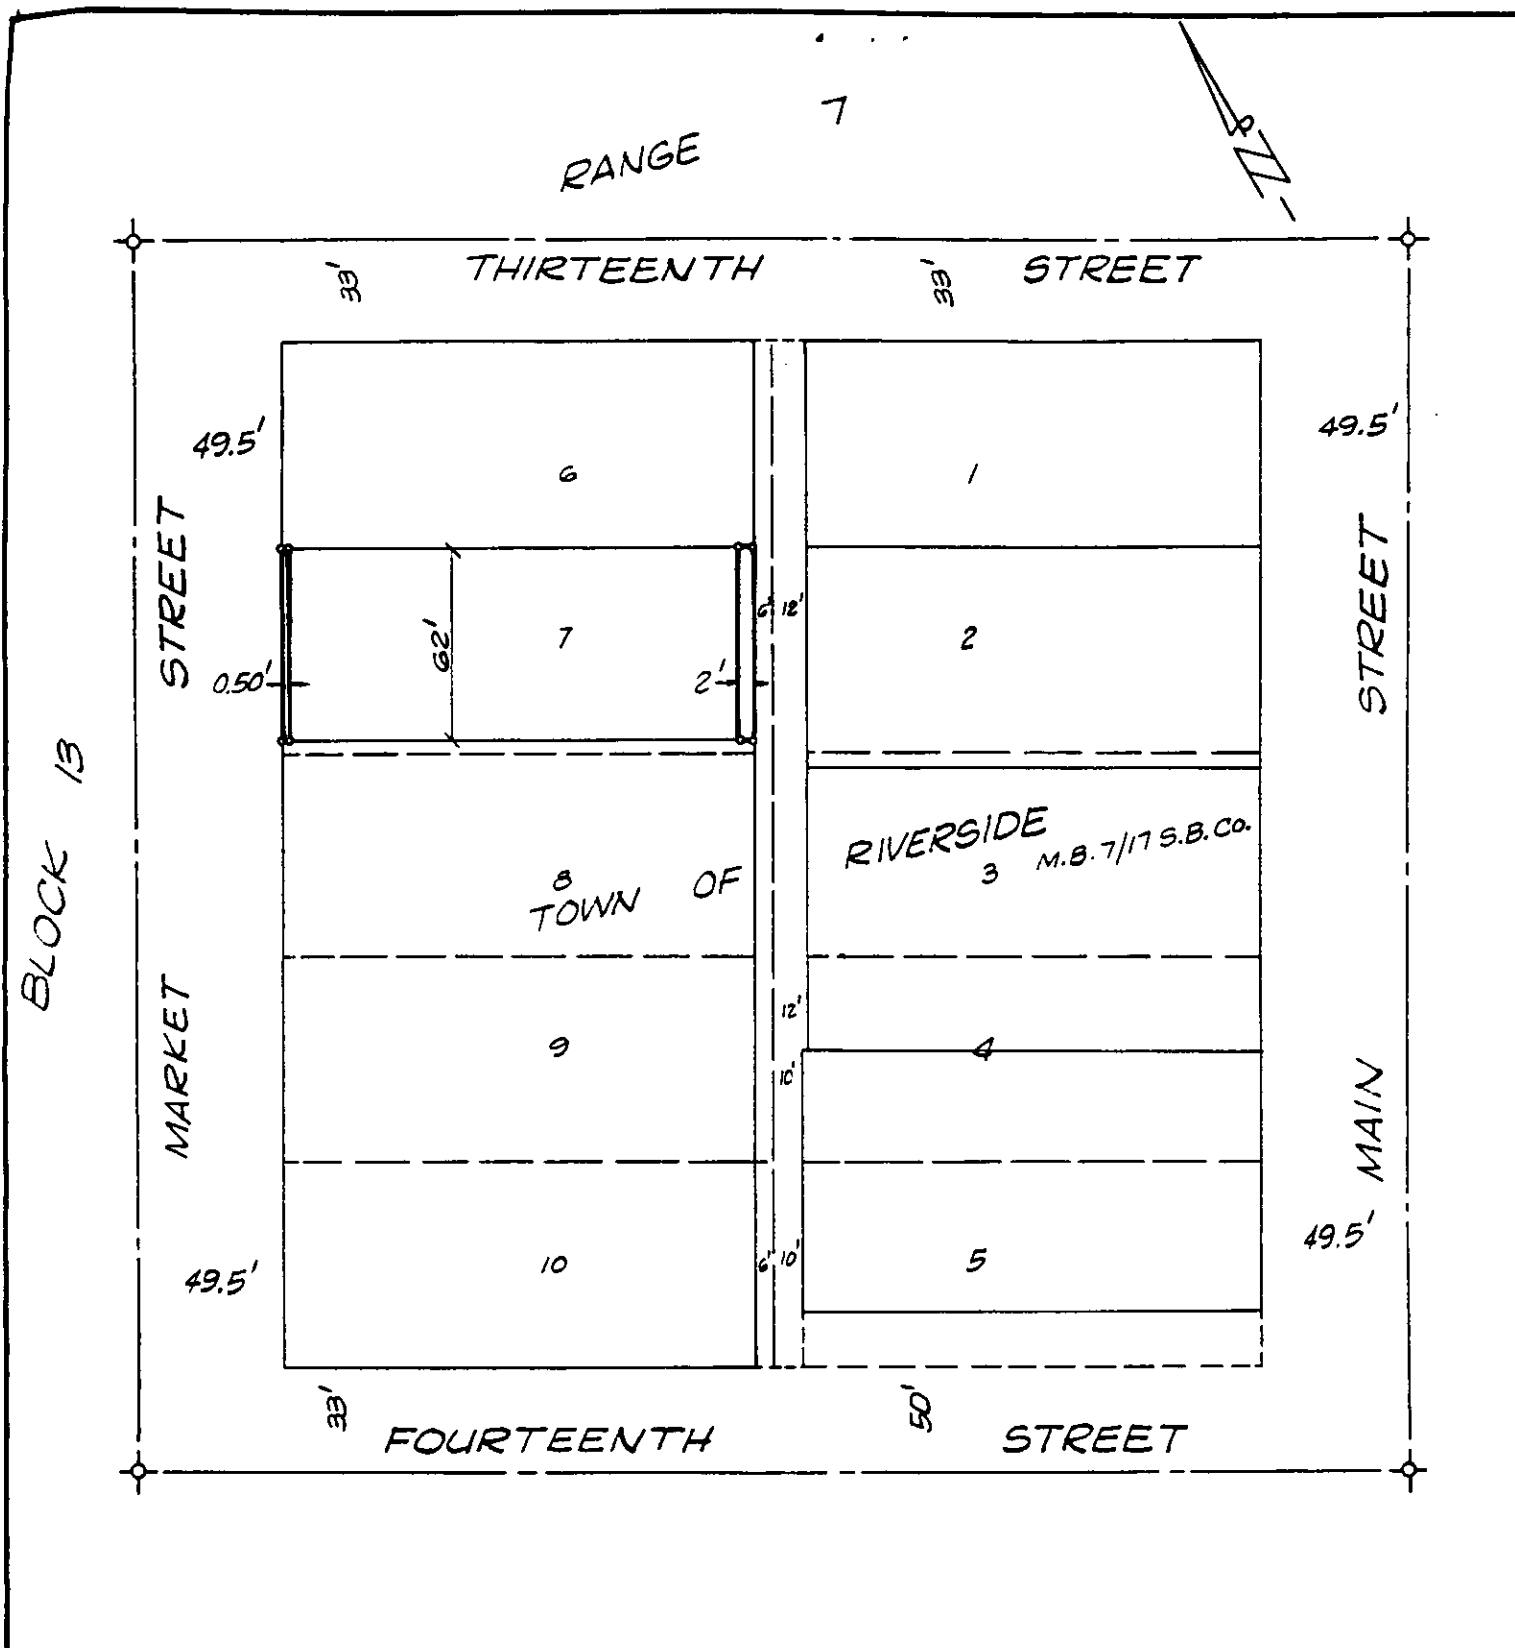 RANGE 7
N
33' THIRTEENTH 33' STREET
49.5' 6 1 49.5'
STREET 62' 7 6' 12' 2 STREET
0.50' 2'
BLOCK 13
RIVERSIDE
8 3 M.B. 7/17 S.B. Co.
TOWN OF
12'
MARKET 9 4 MAIN
10'
49.5' 10 6' 10' 5 49.5'
33' 50'
FOURTEENTH STREET